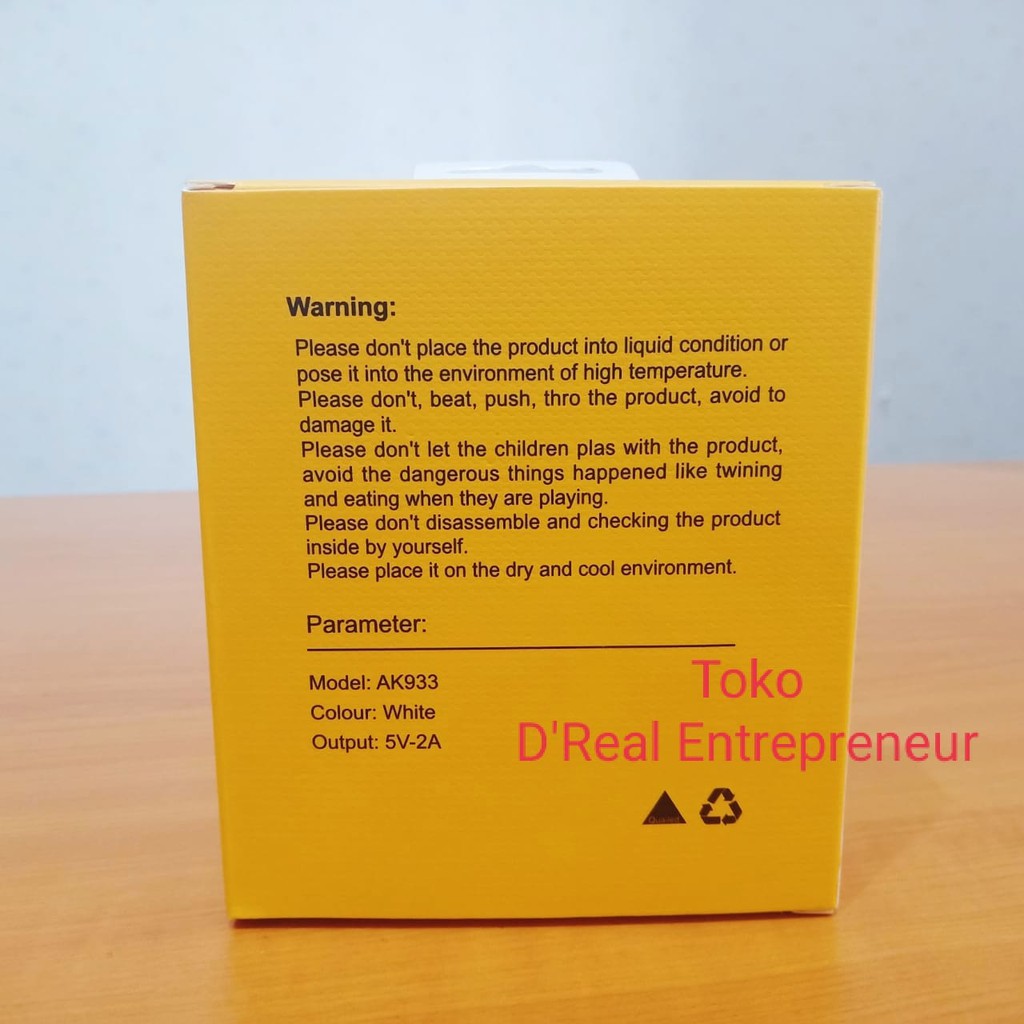 Warning:
Please don't place the product into liquid condition or
pose it into the environment of high temperature.
Please don't, beat, push, thro the product, avoid to
damage it.
Please don't let the children plas with the product,
avoid the dangerous things happened like twining
and eating when they are playing.
Please don't disassemble and checking the product
inside by yourself.
Please place it on the dry and cool environment.
Parameter:
Model: AK933
Colour: White
Output: 5V-2A
Toko
D'Real Entrepreneur